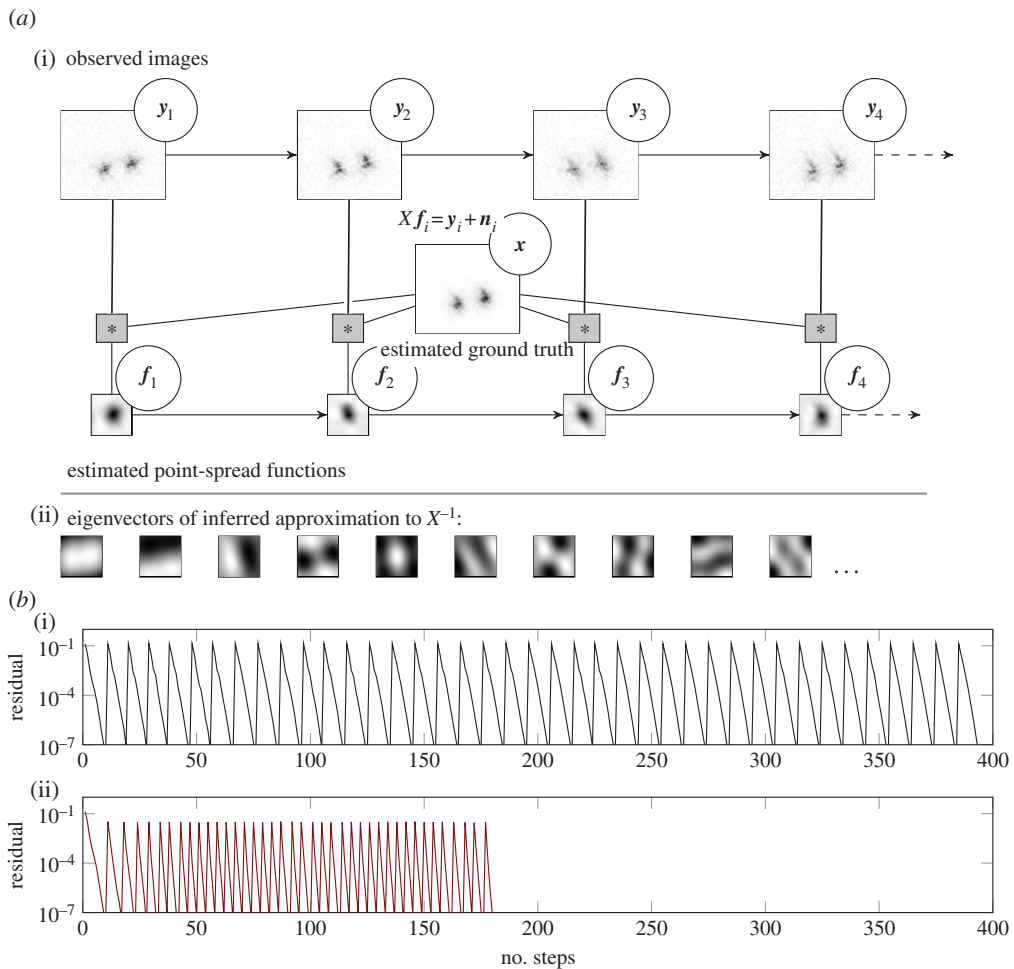 (a)
(i) observed images
y1 y2 y3 y4
Xfi = yi + ni
x
* * * *
estimated ground truth
f1 f2 f3 f4
estimated point-spread functions
(ii) eigenvectors of inferred approximation to X⁻¹:
...
(b)
(i)
10⁻¹
10⁻⁴
10⁻⁷
residual
0 50 100 150 200 250 300 350 400
(ii)
10⁻¹
10⁻⁴
10⁻⁷
residual
0 50 100 150 200 250 300 350 400
no. steps